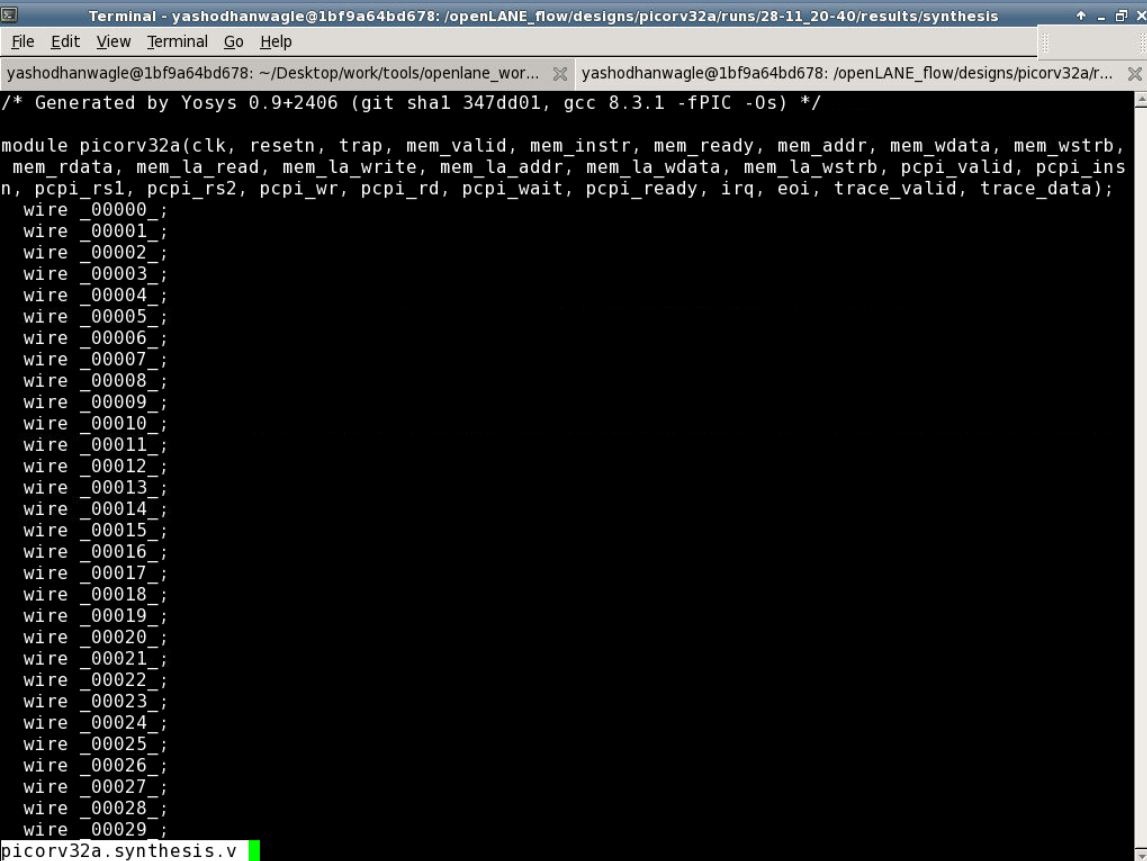 Terminal - yashodhanwagle@1bf9a64bd678: /openLANE_flow/designs/picorv32a/runs/28-11_20-40/results/synthesis
File Edit View Terminal Go Help
yashodhanwagle@1bf9a64bd678: ~/Desktop/work/tools/openlane_wor... yashodhanwagle@1bf9a64bd678: /openLANE_flow/designs/picorv32a/r...
/* Generated by Yosys 0.9+2406 (git sha1 347dd01, gcc 8.3.1 -fPIC -Os) */
module picorv32a(clk, resetn, trap, mem_valid, mem_instr, mem_ready, mem_addr, mem_wdata, mem_wstrb,
mem_rdata, mem_la_read, mem_la_write, mem_la_addr, mem_la_wdata, mem_la_wstrb, pcpi_valid, pcpi_ins
n, pcpi_rs1, pcpi_rs2, pcpi_wr, pcpi_rd, pcpi_wait, pcpi_ready, irq, eoi, trace_valid, trace_data);
wire _00000_;
wire _00001_;
wire _00002_;
wire _00003_;
wire _00004_;
wire _00005_;
wire _00006_;
wire _00007_;
wire _00008_;
wire _00009_;
wire _00010_;
wire _00011_;
wire _00012_;
wire _00013_;
wire _00014_;
wire _00015_;
wire _00016_;
wire _00017_;
wire _00018_;
wire _00019_;
wire _00020_;
wire _00021_;
wire _00022_;
wire _00023_;
wire _00024_;
wire _00025_;
wire _00026_;
wire _00027_;
wire _00028_;
wire _00029_;
picorv32a.synthesis.v